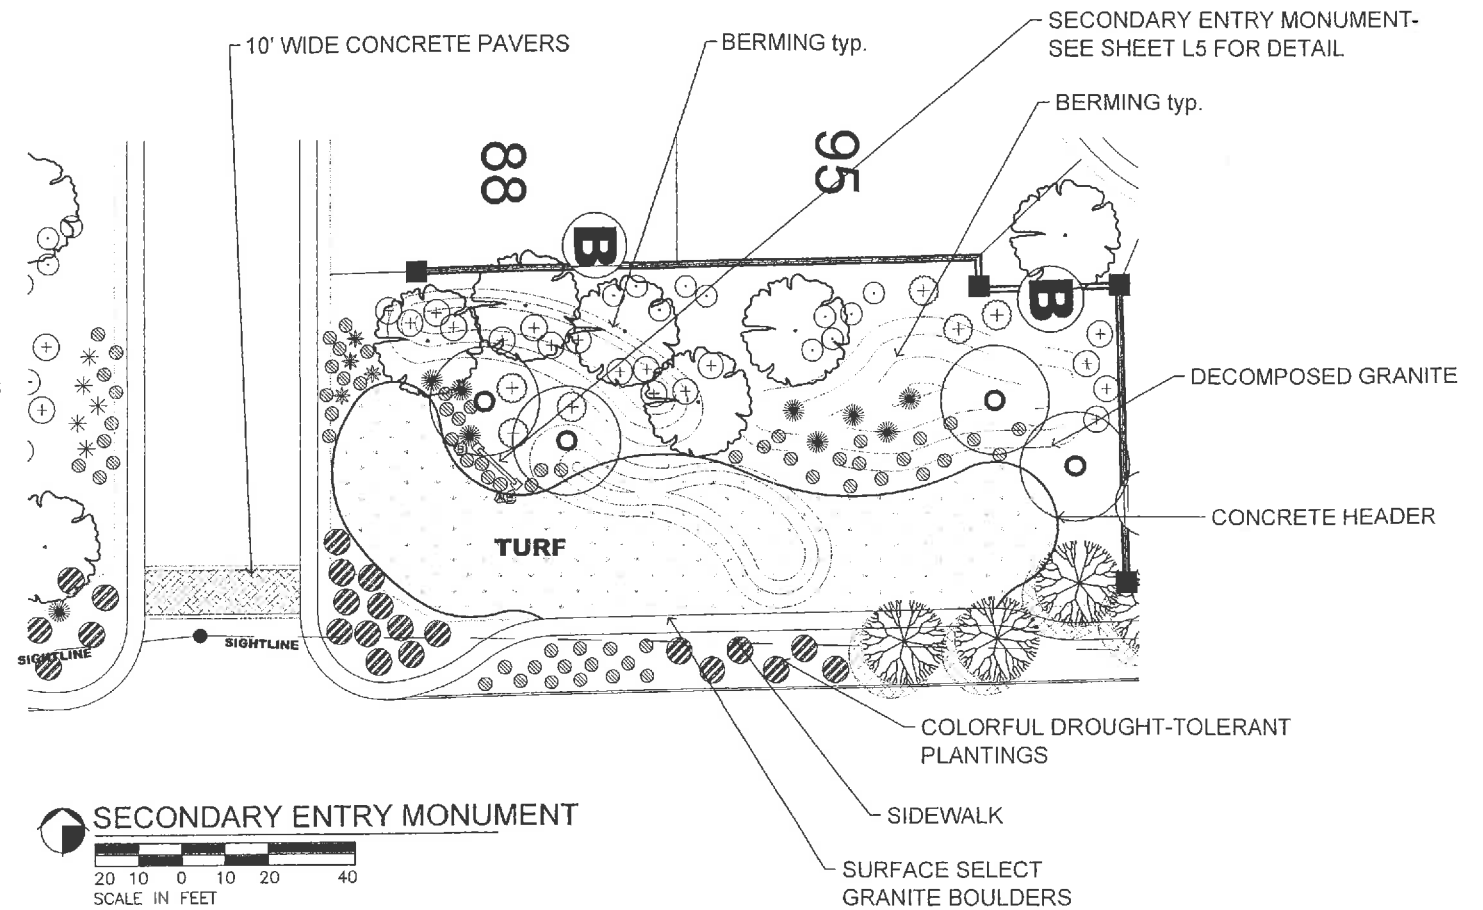 SECONDARY ENTRY MONUMENT-
SEE SHEET L5 FOR DETAIL
10' WIDE CONCRETE PAVERS
BERMING typ.
BERMING typ.
88
95
B
B
DECOMPOSED GRANITE
CONCRETE HEADER
TURF
SIGHTLINE
SIGHTLINE
COLORFUL DROUGHT-TOLERANT
PLANTINGS
SIDEWALK
SURFACE SELECT
GRANITE BOULDERS
SECONDARY ENTRY MONUMENT
20 10 0 10 20 40
SCALE IN FEET